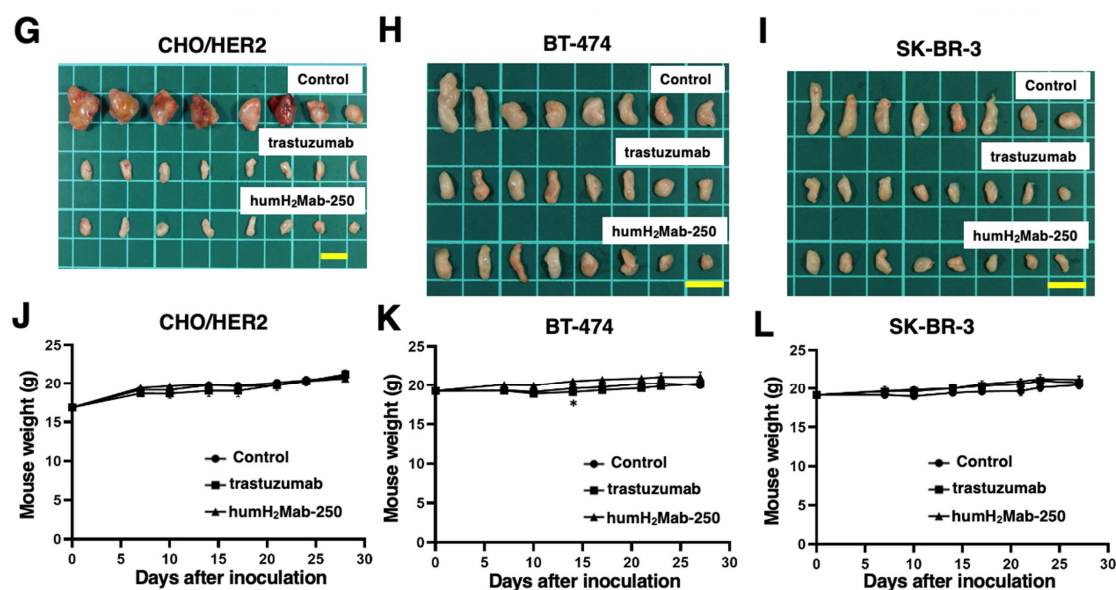 G
CHO/HER2
Control
trastuzumab
humH₂Mab-250
H
BT-474
Control
trastuzumab
humH₂Mab-250
I
SK-BR-3
Control
trastuzumab
humH₂Mab-250
J
CHO/HER2
Mouse weight (g)
25
20
15
10
5
0
Control
trastuzumab
humH₂Mab-250
0 5 10 15 20 25 30
Days after inoculation
K
BT-474
Mouse weight (g)
25
20
15
10
5
0
*
Control
trastuzumab
humH₂Mab-250
0 5 10 15 20 25 30
Days after inoculation
L
SK-BR-3
Mouse weight (g)
25
20
15
10
5
0
Control
trastuzumab
humH₂Mab-250
0 5 10 15 20 25 30
Days after inoculation